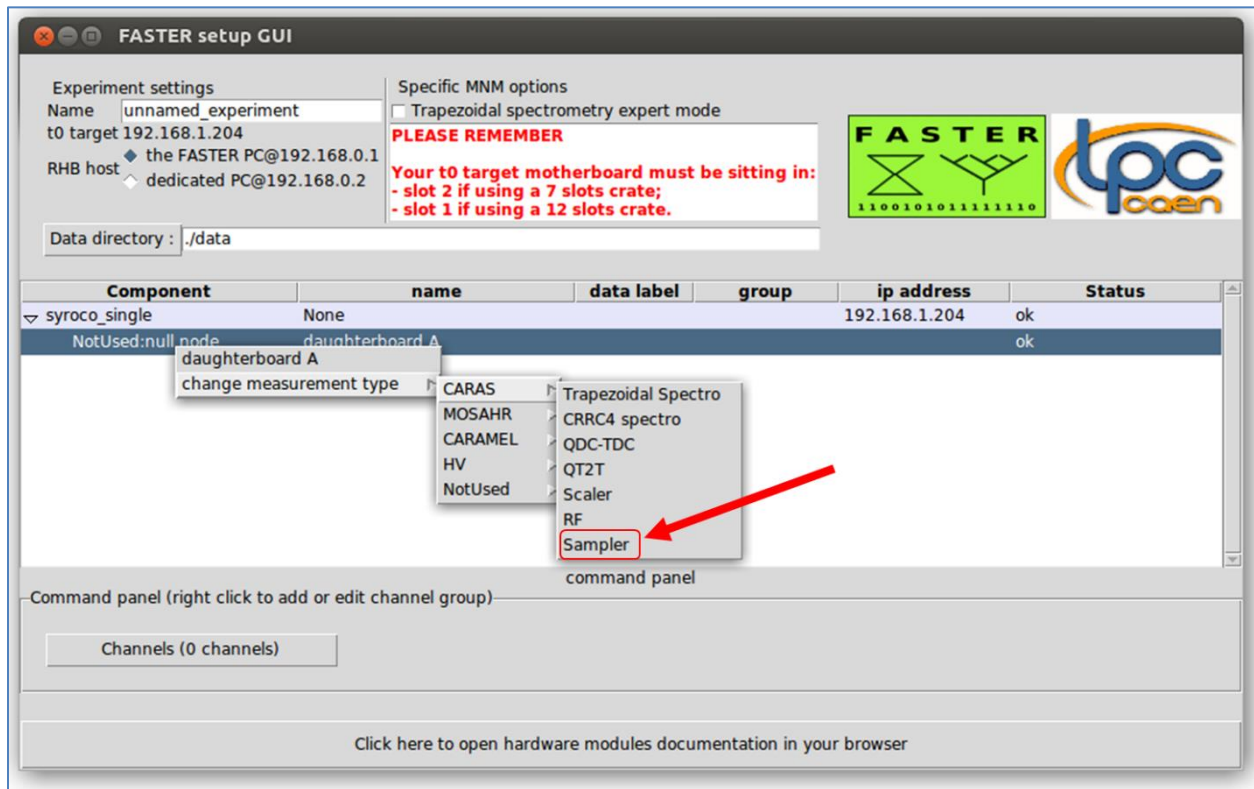 FASTER setup GUI
Experiment settings
Name unnamed_experiment
t0 target 192.168.1.204
RHB host
the FASTER PC@192.168.0.1
dedicated PC@192.168.0.2
Specific MNM options
Trapezoidal spectrometry expert mode
PLEASE REMEMBER
Your t0 target motherboard must be sitting in:
- slot 2 if using a 7 slots crate;
- slot 1 if using a 12 slots crate.
FASTER
1100101011111110
lpc
caen
Data directory : ./data
Component name data label group ip address Status
syroco_single None 192.168.1.204 ok
NotUsed:null node daughterboard A ok
daughterboard A
change measurement type
CARAS
MOSAHR
CARAMEL
HV
NotUsed
Trapezoidal Spectro
CRRC4 spectro
QDC-TDC
QT2T
Scaler
RF
Sampler
command panel
Command panel (right click to add or edit channel group)
Channels (0 channels)
Click here to open hardware modules documentation in your browser